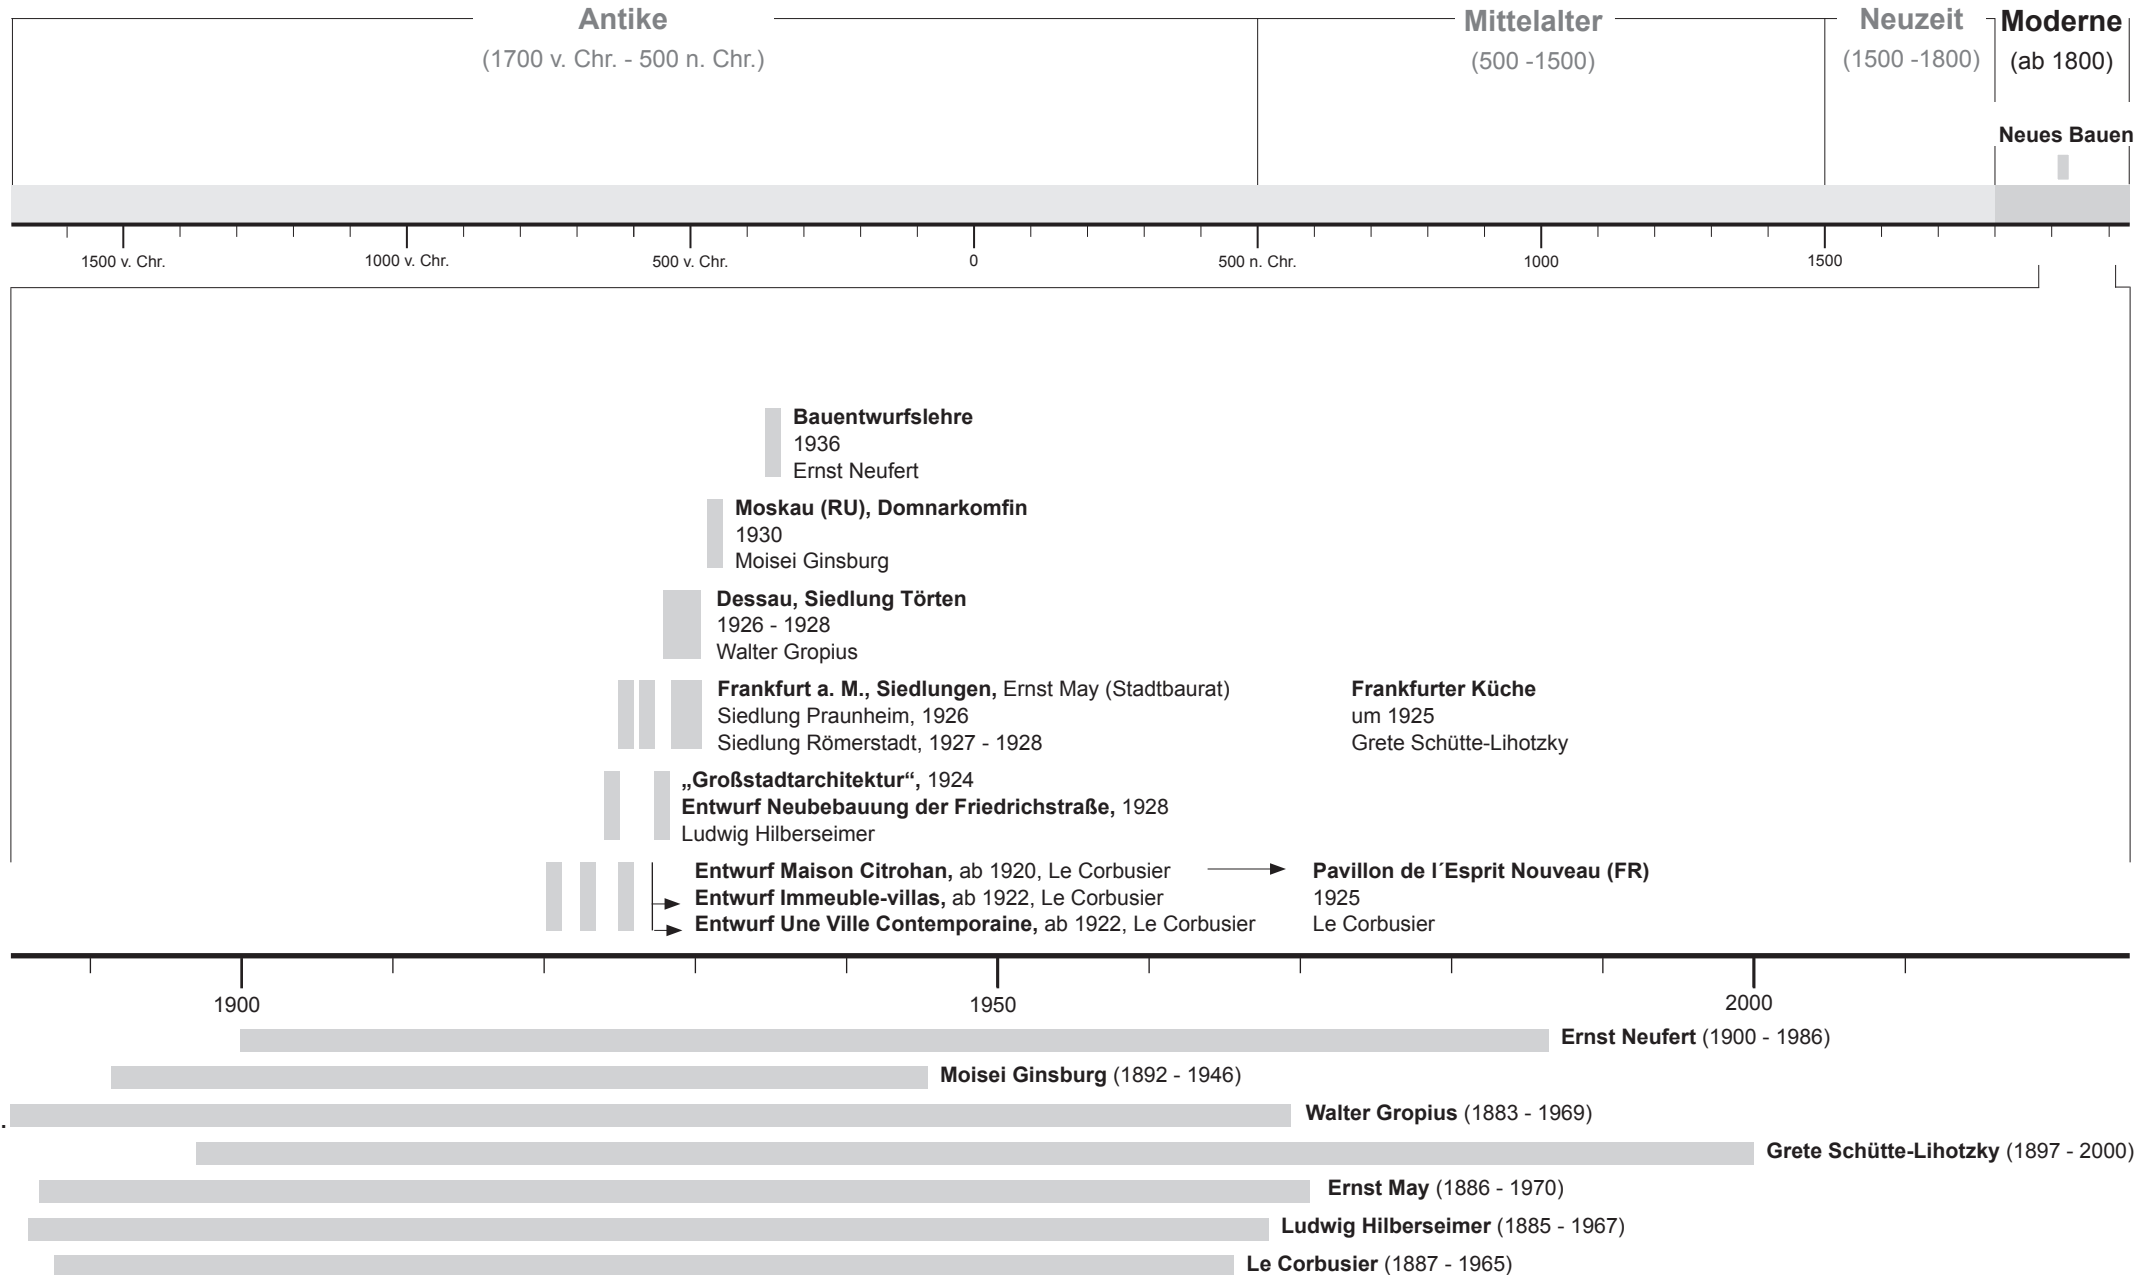 Antike
(1700 v. Chr. - 500 n. Chr.)
Mittelalter
(500 -1500)
Neuzeit
(1500 -1800)
Moderne
(ab 1800)
Neues Bauen
1500 v. Chr.
1000 v. Chr.
500 v. Chr.
0
500 n. Chr.
1000
1500
Bauentwurfslehre
1936
Ernst Neufert
Moskau (RU), Domnarkomfin
1930
Moisei Ginsburg
Dessau, Siedlung Törten
1926 - 1928
Walter Gropius
Frankfurt a. M., Siedlungen, Ernst May (Stadtbaurat)
Siedlung Praunheim, 1926
Siedlung Römerstadt, 1927 - 1928
Frankfurter Küche
um 1925
Grete Schütte-Lihotzky
„Großstadtarchitektur“, 1924
Entwurf Neubebauung der Friedrichstraße, 1928
Ludwig Hilberseimer
Entwurf Maison Citrohan, ab 1920, Le Corbusier
Entwurf Immeuble-villas, ab 1922, Le Corbusier
Entwurf Une Ville Contemporaine, ab 1922, Le Corbusier
Pavillon de l´Esprit Nouveau (FR)
1925
Le Corbusier
1900
1950
2000
Ernst Neufert (1900 - 1986)
Moisei Ginsburg (1892 - 1946)
Walter Gropius (1883 - 1969)
.
Grete Schütte-Lihotzky (1897 - 2000)
Ernst May (1886 - 1970)
Ludwig Hilberseimer (1885 - 1967)
Le Corbusier (1887 - 1965)